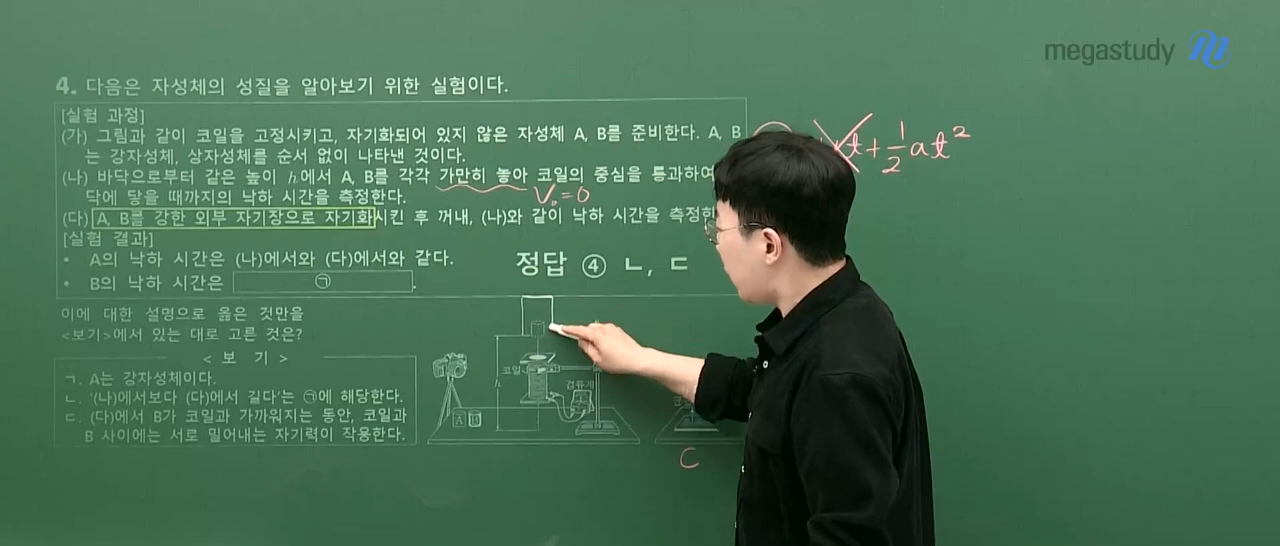 megastudy
4. 다음은 자성체의 성질을 알아보기 위한 실험이다.
[실험 과정]
(가) 그림과 같이 코일을 고정시키고, 자기화되어 있지 않은 자성체 A, B를 준비한다. A, B
는 강자성체, 상자성체를 순서 없이 나타낸 것이다.
(나) 바닥으로부터 같은 높이 h에서 A, B를 각각 가만히 놓아 코일의 중심을 통과하여
닥에 닿을 때까지의 낙하 시간을 측정한다.
V₀=0
(다) A, B를 강한 외부 자기장으로 자기화시킨 후 꺼내, (나)와 같이 낙하 시간을 측정한
[실험 결과]
• A의 낙하 시간은 (나)에서와 (다)에서와 같다.
• B의 낙하 시간은 ㉠.
정답 ④ ㄴ, ㄷ
t+½at²
이에 대한 설명으로 옳은 것만을
<보기>에서 있는 대로 고른 것은?
<보 기>
ㄱ. A는 강자성체이다.
ㄴ. '(나)에서보다 (다)에서 길다'는 ㉠에 해당한다.
ㄷ. (다)에서 B가 코일과 가까워지는 동안, 코일과
B 사이에는 서로 밀어내는 자기력이 작용한다.
코일
검류계
h
A B